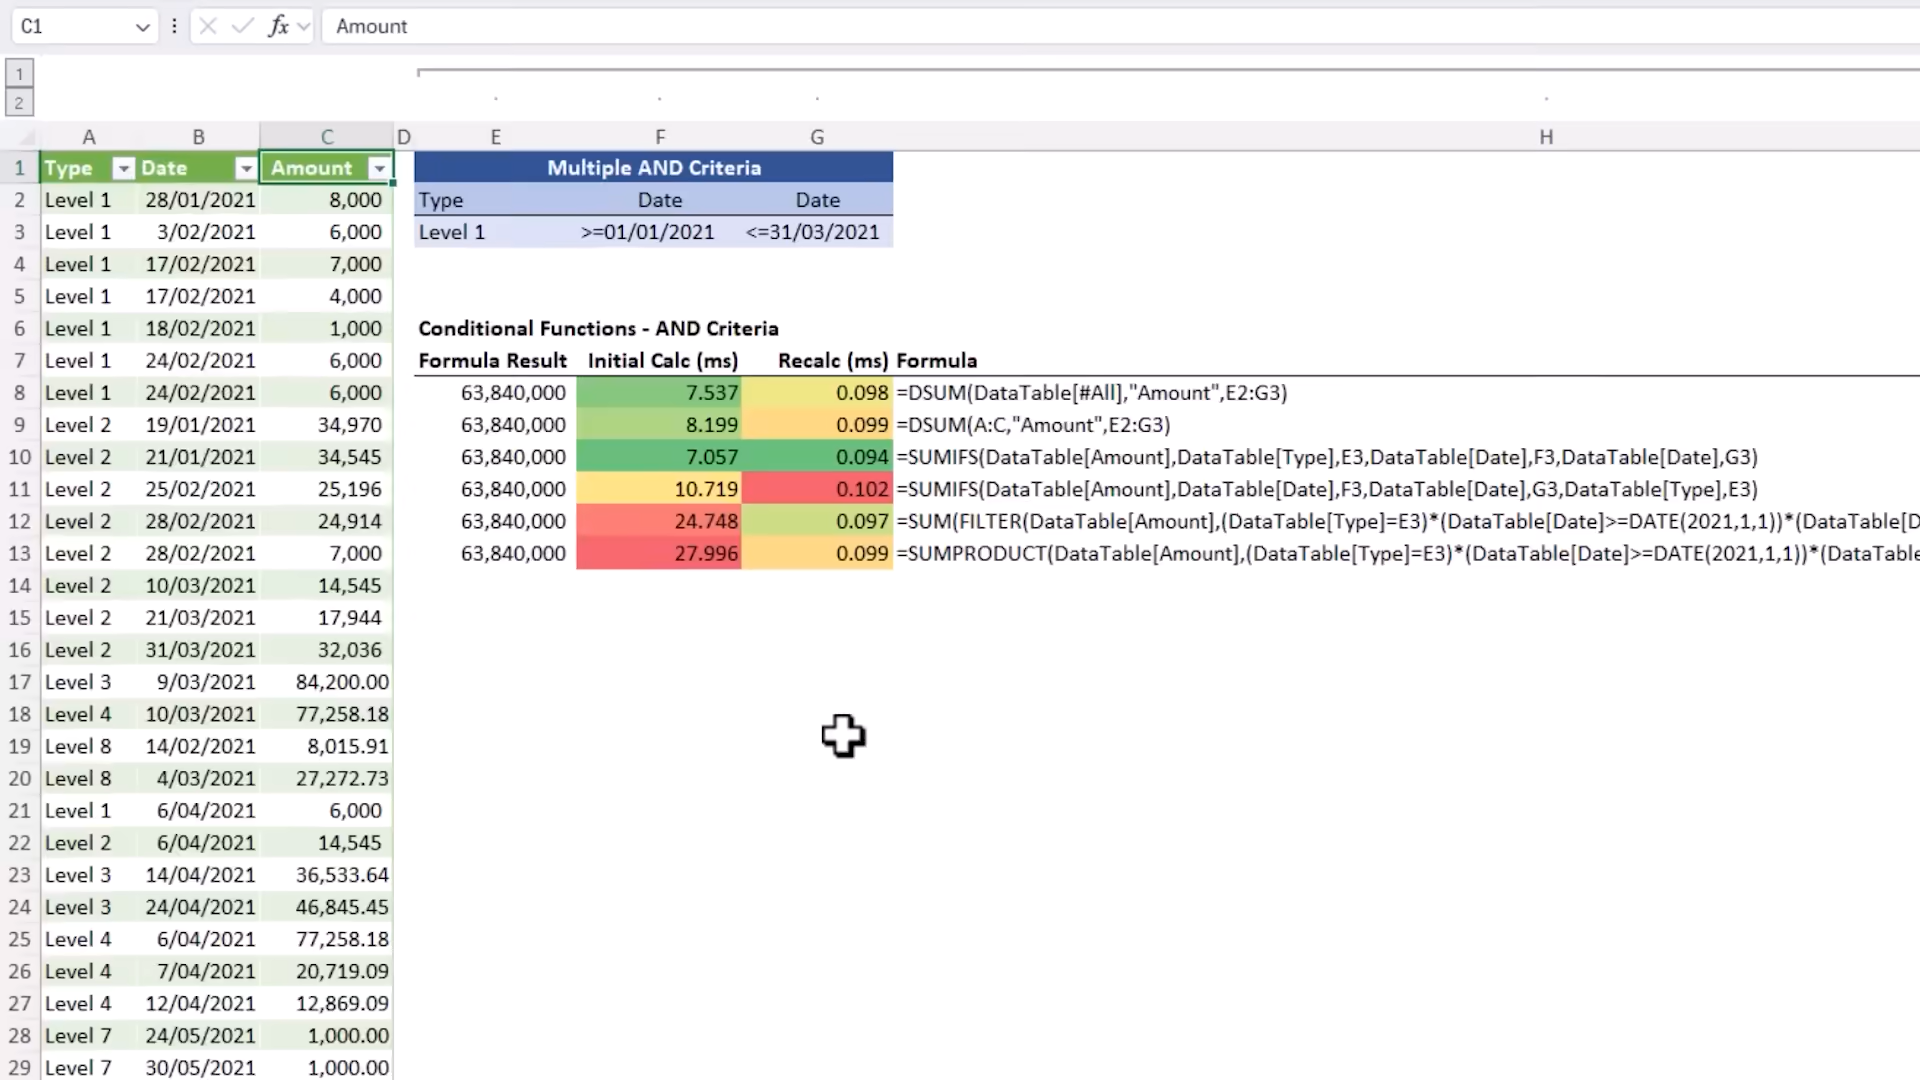 C1 fx Amount
1
2
A B C D E F G H
1 Type Date Amount Multiple AND Criteria
2 Level 1 28/01/2021 8,000 Type Date Date
3 Level 1 3/02/2021 6,000 Level 1 >=01/01/2021 <=31/03/2021
4 Level 1 17/02/2021 7,000
5 Level 1 17/02/2021 4,000
6 Level 1 18/02/2021 1,000 Conditional Functions - AND Criteria
7 Level 1 24/02/2021 6,000 Formula Result Initial Calc (ms) Recalc (ms) Formula
8 Level 1 24/02/2021 6,000 63,840,000 7.537 0.098 =DSUM(DataTable[#All],"Amount",E2:G3)
9 Level 2 19/01/2021 34,970 63,840,000 8.199 0.099 =DSUM(A:C,"Amount",E2:G3)
10 Level 2 21/01/2021 34,545 63,840,000 7.057 0.094 =SUMIFS(DataTable[Amount],DataTable[Type],E3,DataTable[Date],F3,DataTable[Date],G3)
11 Level 2 25/02/2021 25,196 63,840,000 10.719 0.102 =SUMIFS(DataTable[Amount],DataTable[Date],F3,DataTable[Date],G3,DataTable[Type],E3)
12 Level 2 28/02/2021 24,914 63,840,000 24.748 0.097 =SUM(FILTER(DataTable[Amount],(DataTable[Type]=E3)*(DataTable[Date]>=DATE(2021,1,1))*(DataTable[D
13 Level 2 28/02/2021 7,000 63,840,000 27.996 0.099 =SUMPRODUCT(DataTable[Amount],(DataTable[Type]=E3)*(DataTable[Date]>=DATE(2021,1,1))*(DataTable
14 Level 2 10/03/2021 14,545
15 Level 2 21/03/2021 17,944
16 Level 2 31/03/2021 32,036
17 Level 3 9/03/2021 84,200.00
18 Level 4 10/03/2021 77,258.18
19 Level 8 14/02/2021 8,015.91
20 Level 8 4/03/2021 27,272.73
21 Level 1 6/04/2021 6,000
22 Level 2 6/04/2021 14,545
23 Level 3 14/04/2021 36,533.64
24 Level 3 24/04/2021 46,845.45
25 Level 4 6/04/2021 77,258.18
26 Level 4 7/04/2021 20,719.09
27 Level 4 12/04/2021 12,869.09
28 Level 7 24/05/2021 1,000.00
29 Level 7 30/05/2021 1,000.00